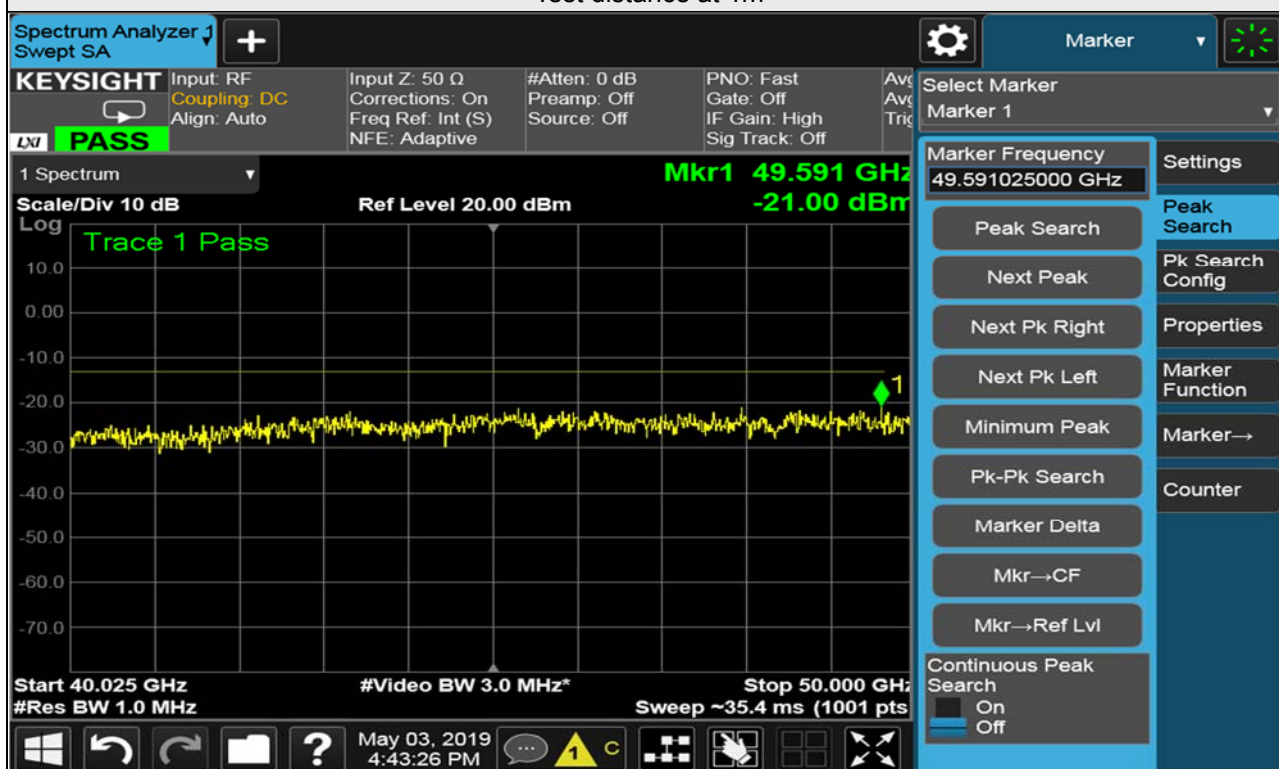 Test distance at 1m
Spectrum Analyzer 1
Swept SA
KEYSIGHT
LXI
PASS
Input: RF
Coupling: DC
Align: Auto
Input Z: 50 Ω
Corrections: On
Freq Ref: Int (S)
NFE: Adaptive
#Atten: 0 dB
Preamp: Off
Source: Off
PNO: Fast
Gate: Off
IF Gain: High
Sig Track: Off
Avg
Avg
Trig
1 Spectrum
Mkr1 49.591 GHz
Scale/Div 10 dB
Ref Level 20.00 dBm
-21.00 dBm
Log
Trace 1 Pass
10.0
0.00
-10.0
1
-20.0
-30.0
-40.0
-50.0
-60.0
-70.0
Start 40.025 GHz
#Video BW 3.0 MHz*
Stop 50.000 GHz
#Res BW 1.0 MHz
Sweep ~35.4 ms (1001 pts
?
May 03, 2019
4:43:26 PM
1
C
Marker
Select Marker
Marker 1
Marker Frequency
49.591025000 GHz
Peak Search
Next Peak
Next Pk Right
Next Pk Left
Minimum Peak
Pk-Pk Search
Marker Delta
Mkr→CF
Mkr→Ref Lvl
Continuous Peak
Search
On
Off
Settings
Peak
Search
Pk Search
Config
Properties
Marker
Function
Marker→
Counter